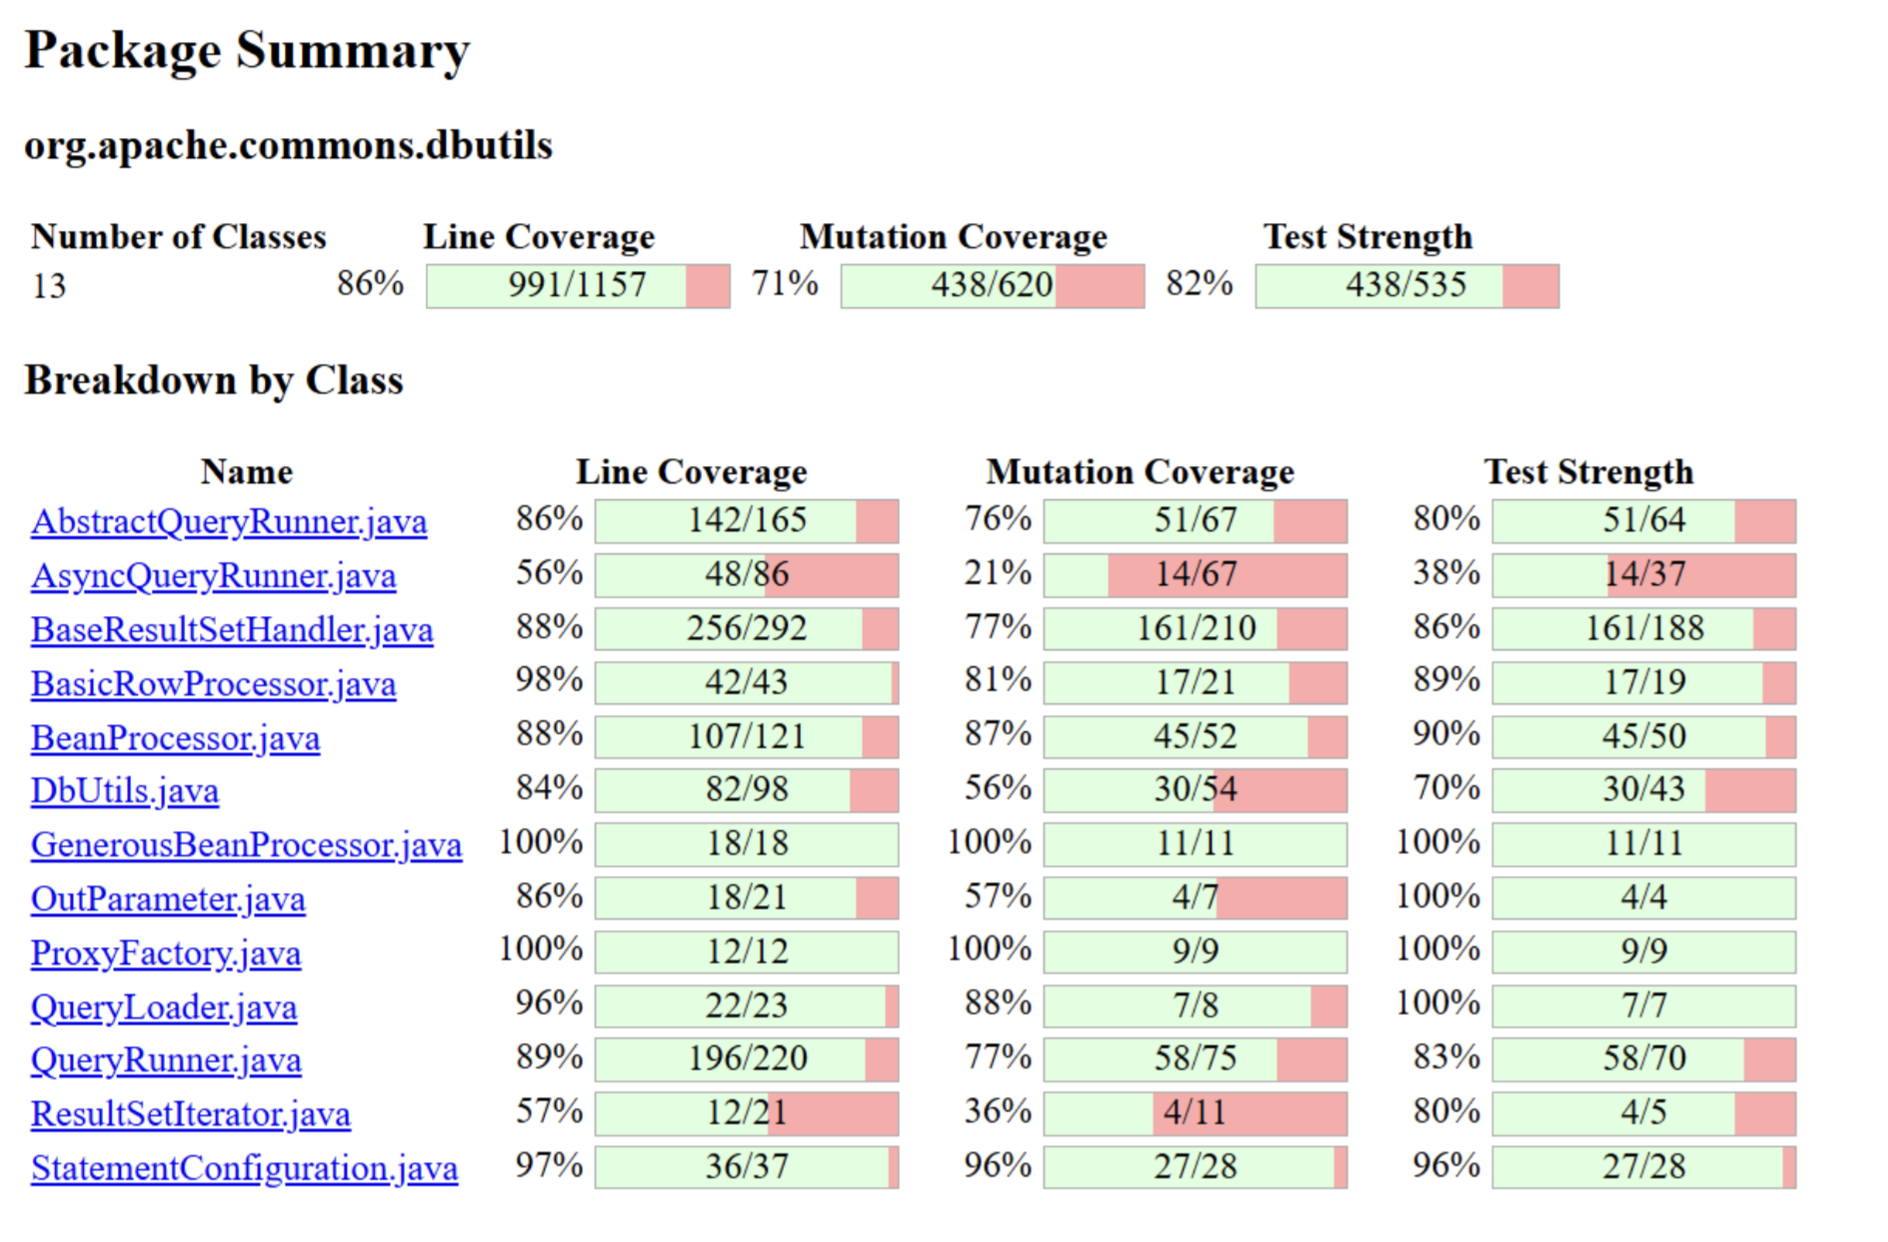 Package Summary
org.apache.commons.dbutils
Number of Classes Line Coverage Mutation Coverage Test Strength
13 86% 991/1157 71% 438/620 82% 438/535
Breakdown by Class
Name Line Coverage Mutation Coverage Test Strength
AbstractQueryRunner.java 86% 142/165 76% 51/67 80% 51/64
AsyncQueryRunner.java 56% 48/86 21% 14/67 38% 14/37
BaseResultSetHandler.java 88% 256/292 77% 161/210 86% 161/188
BasicRowProcessor.java 98% 42/43 81% 17/21 89% 17/19
BeanProcessor.java 88% 107/121 87% 45/52 90% 45/50
DbUtils.java 84% 82/98 56% 30/54 70% 30/43
GenerousBeanProcessor.java 100% 18/18 100% 11/11 100% 11/11
OutParameter.java 86% 18/21 57% 4/7 100% 4/4
ProxyFactory.java 100% 12/12 100% 9/9 100% 9/9
QueryLoader.java 96% 22/23 88% 7/8 100% 7/7
QueryRunner.java 89% 196/220 77% 58/75 83% 58/70
ResultSetIterator.java 57% 12/21 36% 4/11 80% 4/5
StatementConfiguration.java 97% 36/37 96% 27/28 96% 27/28